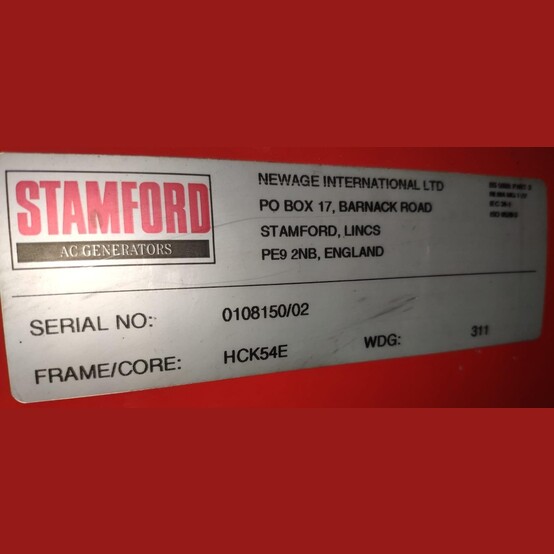 STAMFORD
AC GENERATORS
NEWAGE INTERNATIONAL LTD
PO BOX 17, BARNACK ROAD
STAMFORD, LINCS
PE9 2NB, ENGLAND
SERIAL NO: 0108150/02
FRAME/CORE: HCK54E WDG: 311